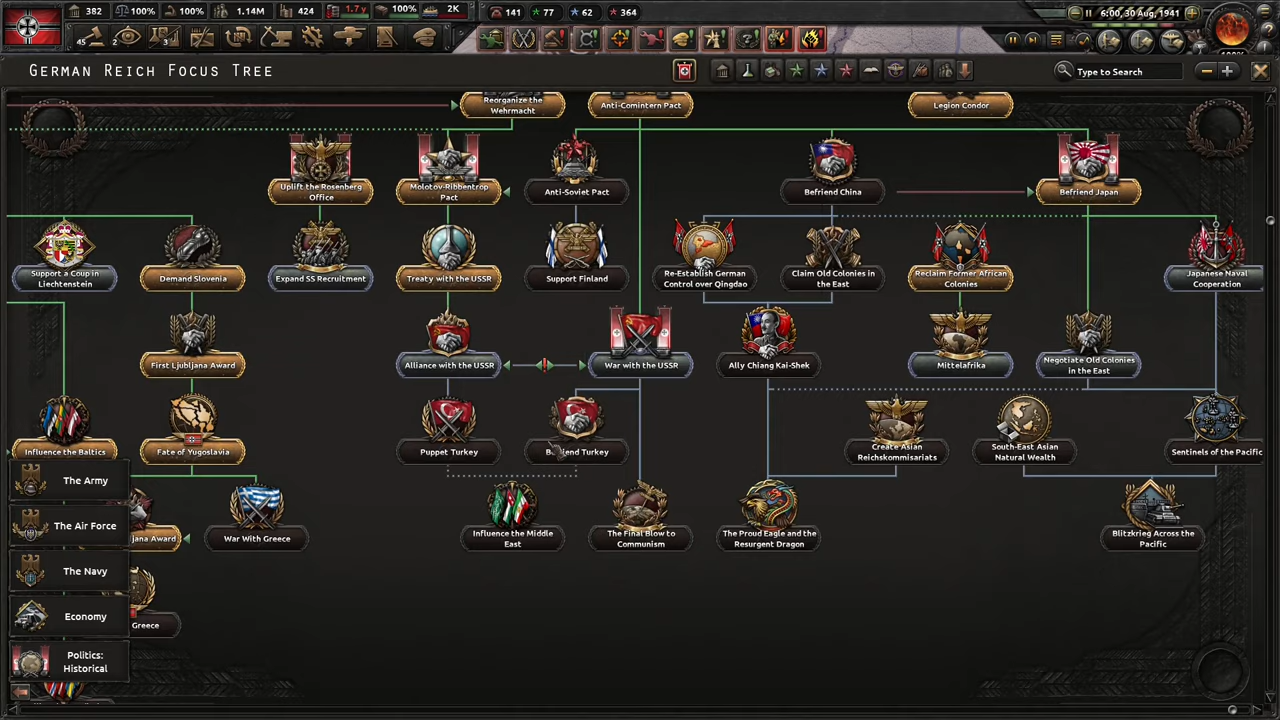 382
100%
100%
1.14M
424
1.7y
100%
2K
141
77
62
364
6:00, 30 Aug, 1941
45
2
3
100%
German Reich Focus Tree
Type to Search
Reorganize the
Wehrmacht
Anti-Comintern Pact
Legion Condor
Uplift the Rosenberg
Office
Molotov-Ribbentrop
Pact
Anti-Soviet Pact
Befriend China
Befriend Japan
Support a Coup in
Liechtenstein
Demand Slovenia
Expand SS Recruitment
Treaty with the USSR
Support Finland
Re-Establish German
Control over Qingdao
Claim Old Colonies in
the East
Reclaim Former African
Colonies
Japanese Naval
Cooperation
First Ljubljana Award
Alliance with the USSR
War with the USSR
Ally Chiang Kai-Shek
Mittelafrika
Negotiate Old Colonies
in the East
Influence the Baltics
Fate of Yugoslavia
Puppet Turkey
Befriend Turkey
Create Asian
Reichskommisariats
South-East Asian
Natural Wealth
Sentinels of the Pacific
jana Award
War With Greece
Influence the Middle
East
The Final Blow to
Communism
The Proud Eagle and the
Resurgent Dragon
Blitzkrieg Across the
Pacific
Greece
The Army
The Air Force
The Navy
Economy
Politics:
Historical